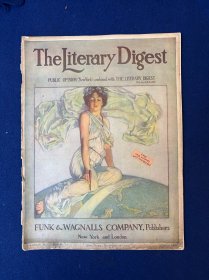 The Literary Digest
PUBLIC OPINION (New York) combined with THE LITERARY DIGEST
FUNK & WAGNALLS COMPANY, Publishers
New York and London